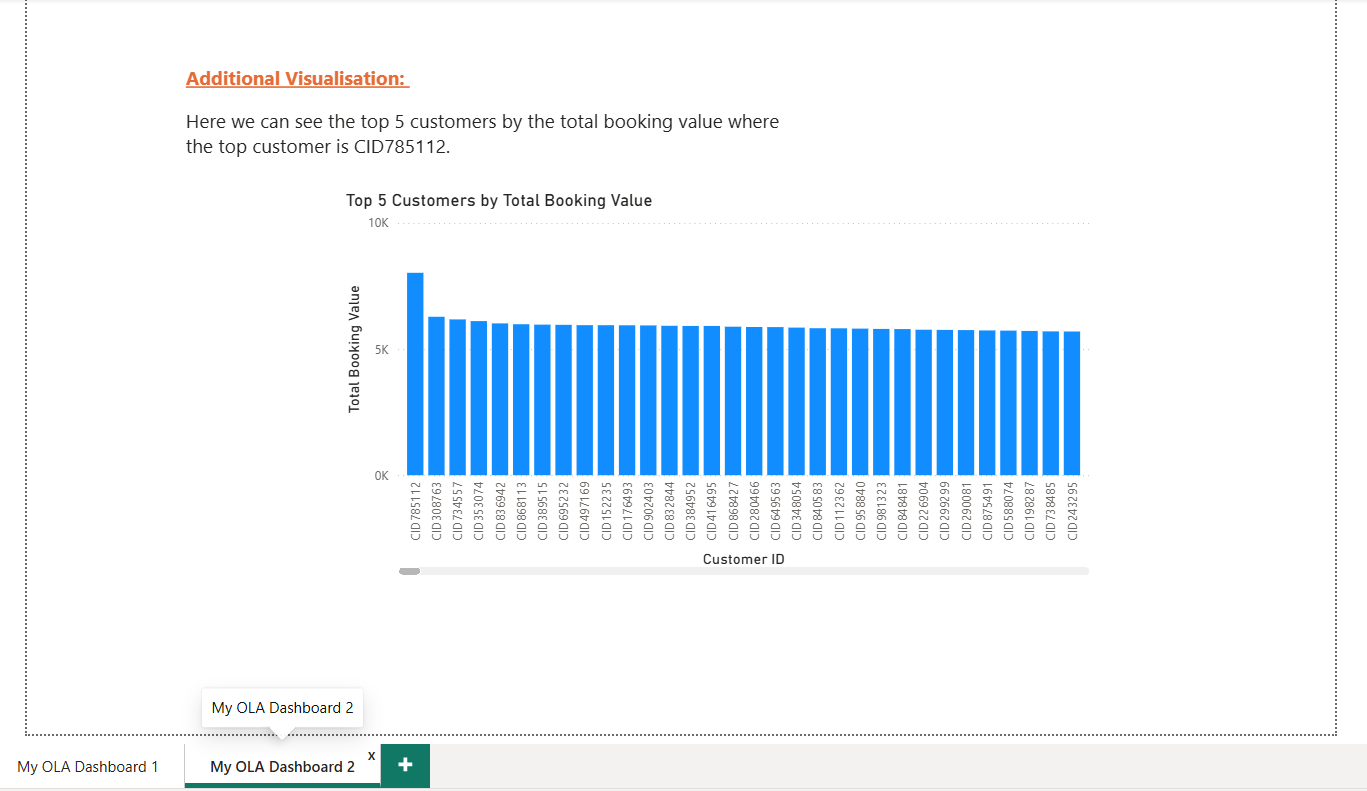 Additional Visualisation:
Here we can see the top 5 customers by the total booking value where
the top customer is CID785112.
Top 5 Customers by Total Booking Value
10K
5K
0K
Total Booking Value
CID785112
CID308763
CID734557
CID353074
CID836942
CID868113
CID389515
CID695232
CID497169
CID152235
CID176493
CID902403
CID832844
CID384952
CID416495
CID868427
CID280466
CID649563
CID348054
CID840583
CID112362
CID958840
CID981323
CID848481
CID226904
CID299299
CID290081
CID875491
CID588074
CID198287
CID738485
CID243295
Customer ID
My OLA Dashboard 2
My OLA Dashboard 1
My OLA Dashboard 2
x
+